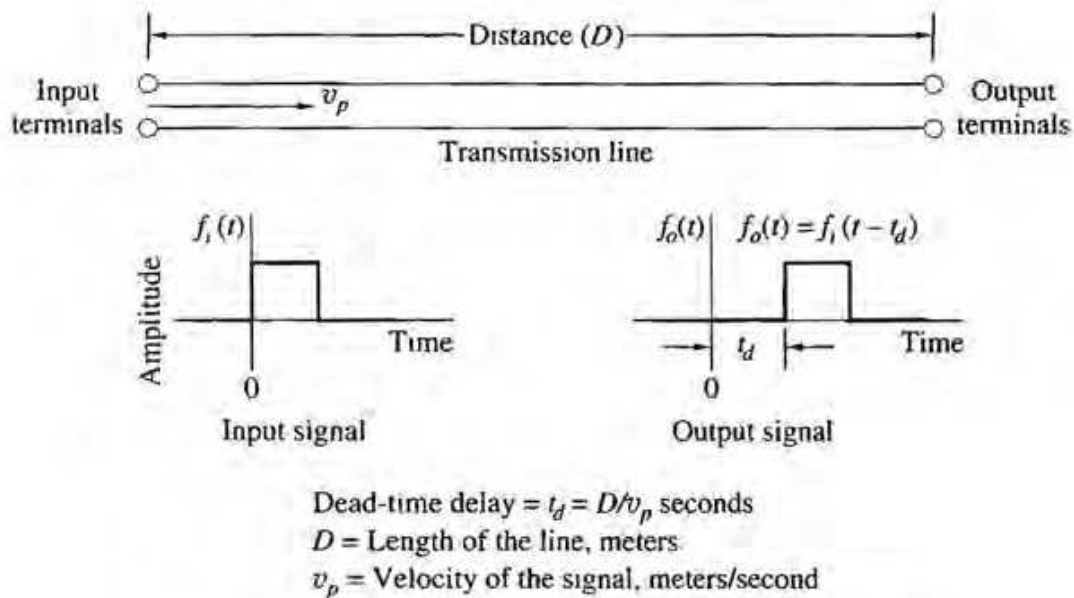 Distance (D)
Input terminals
v_p
Output terminals
Transmission line
f_i(t)
Amplitude
Time
0
Input signal
f_o(t)
f_o(t) = f_i(t − t_d)
t_d
Time
0
Output signal
Dead-time delay = t_d = D/v_p seconds
D = Length of the line, meters
v_p = Velocity of the signal, meters/second